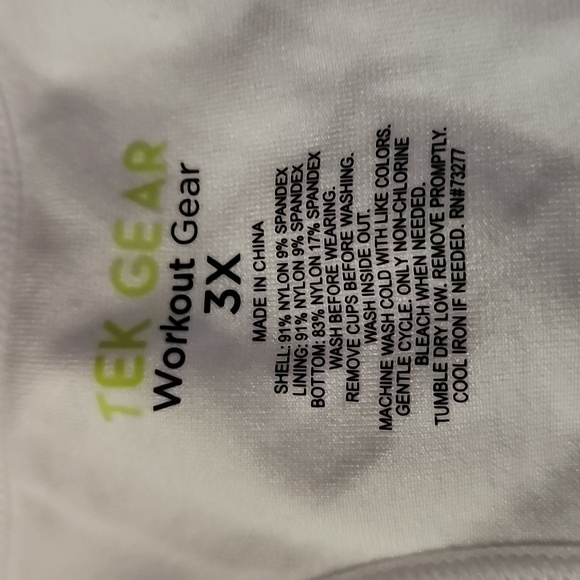 TEK GEAR
Workout Gear
3X
MADE IN CHINA
SHELL: 91% NYLON 9% SPANDEX
LINING: 91% NYLON 9% SPANDEX
BOTTOM: 83% NYLON 17% SPANDEX
WASH BEFORE WEARING.
REMOVE CUPS BEFORE WASHING.
WASH INSIDE OUT.
MACHINE WASH COLD WITH LIKE COLORS.
GENTLE CYCLE. ONLY NON-CHLORINE
BLEACH WHEN NEEDED.
TUMBLE DRY LOW. REMOVE PROMPTLY.
COOL IRON IF NEEDED. RN#73277